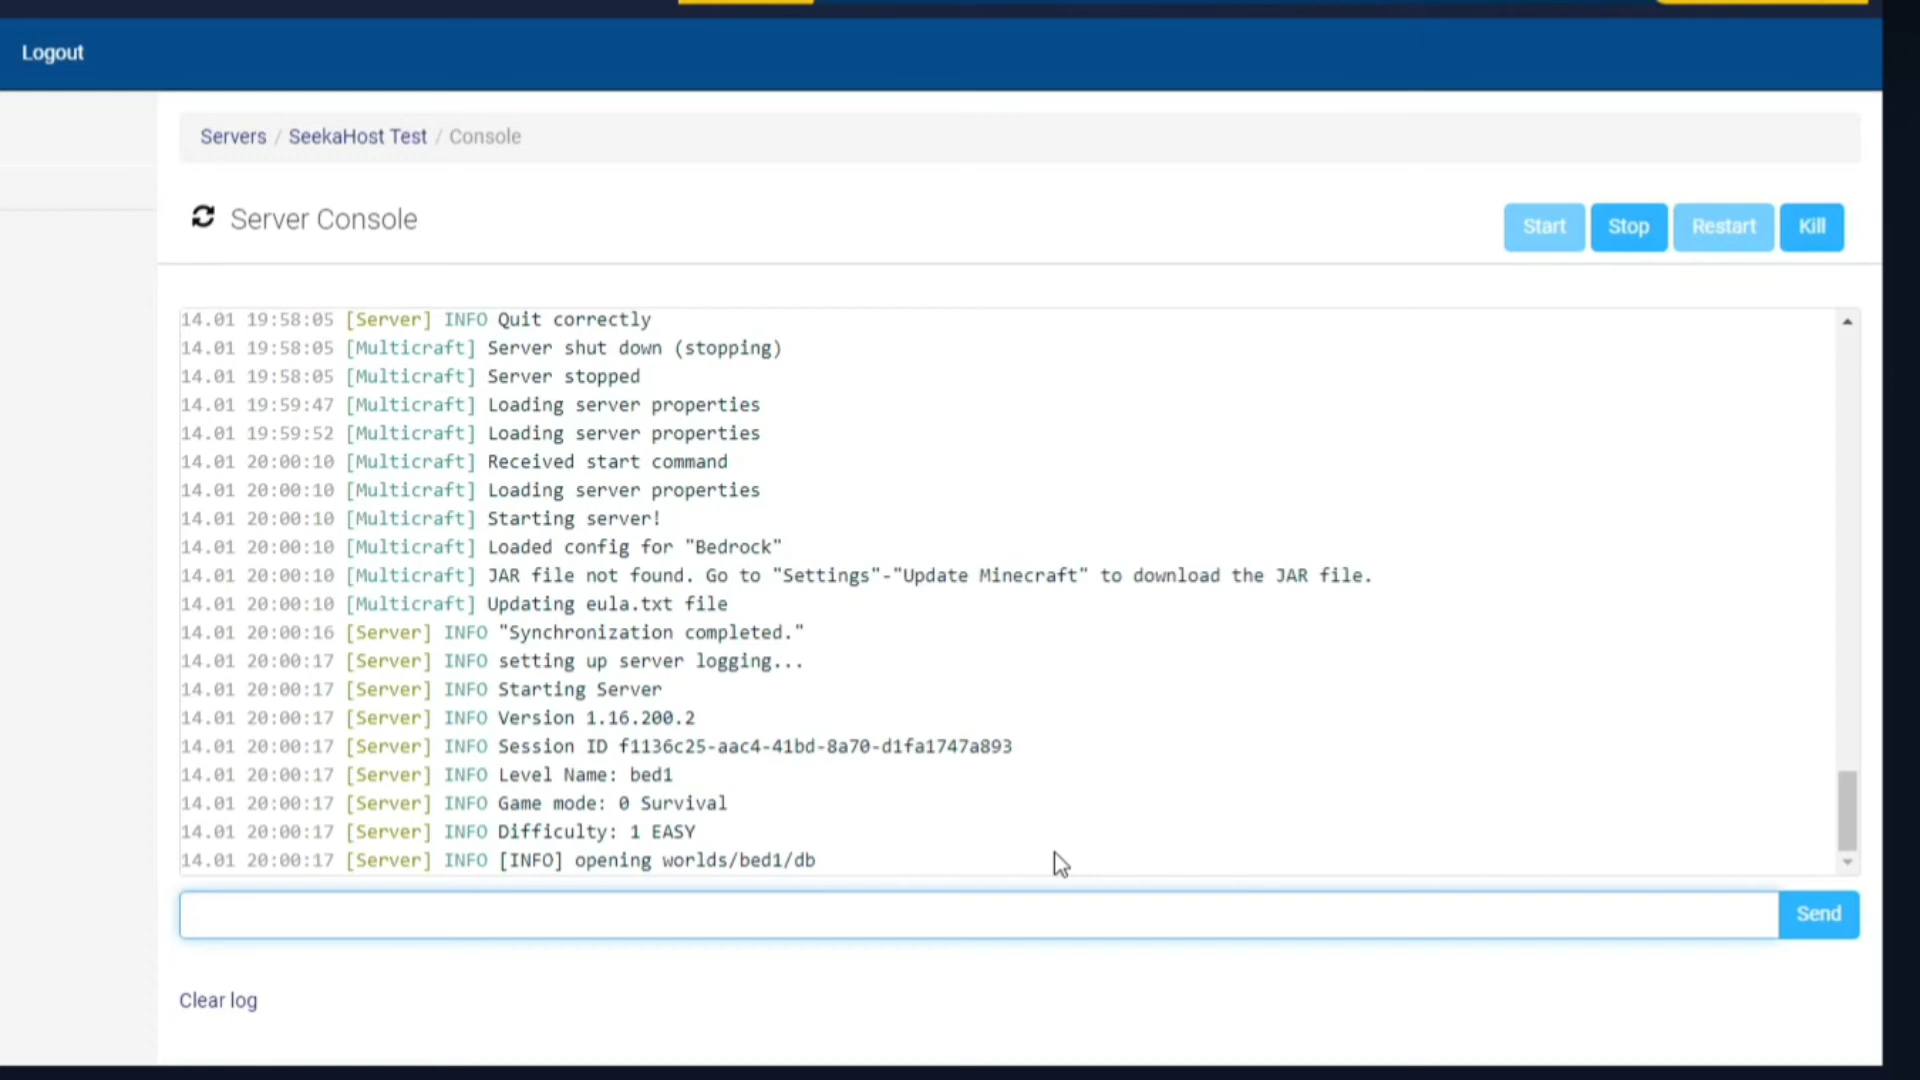 Logout
Servers / SeekaHost Test / Console
Server Console
Start Stop Restart Kill
14.01 19:58:05 [Server] INFO Quit correctly
14.01 19:58:05 [Multicraft] Server shut down (stopping)
14.01 19:58:05 [Multicraft] Server stopped
14.01 19:59:47 [Multicraft] Loading server properties
14.01 19:59:52 [Multicraft] Loading server properties
14.01 20:00:10 [Multicraft] Received start command
14.01 20:00:10 [Multicraft] Loading server properties
14.01 20:00:10 [Multicraft] Starting server!
14.01 20:00:10 [Multicraft] Loaded config for "Bedrock"
14.01 20:00:10 [Multicraft] JAR file not found. Go to "Settings"-"Update Minecraft" to download the JAR file.
14.01 20:00:10 [Multicraft] Updating eula.txt file
14.01 20:00:16 [Server] INFO "Synchronization completed."
14.01 20:00:17 [Server] INFO setting up server logging...
14.01 20:00:17 [Server] INFO Starting Server
14.01 20:00:17 [Server] INFO Version 1.16.200.2
14.01 20:00:17 [Server] INFO Session ID f1136c25-aac4-41bd-8a70-d1fa1747a893
14.01 20:00:17 [Server] INFO Level Name: bed1
14.01 20:00:17 [Server] INFO Game mode: 0 Survival
14.01 20:00:17 [Server] INFO Difficulty: 1 EASY
14.01 20:00:17 [Server] INFO [INFO] opening worlds/bed1/db
Send
Clear log